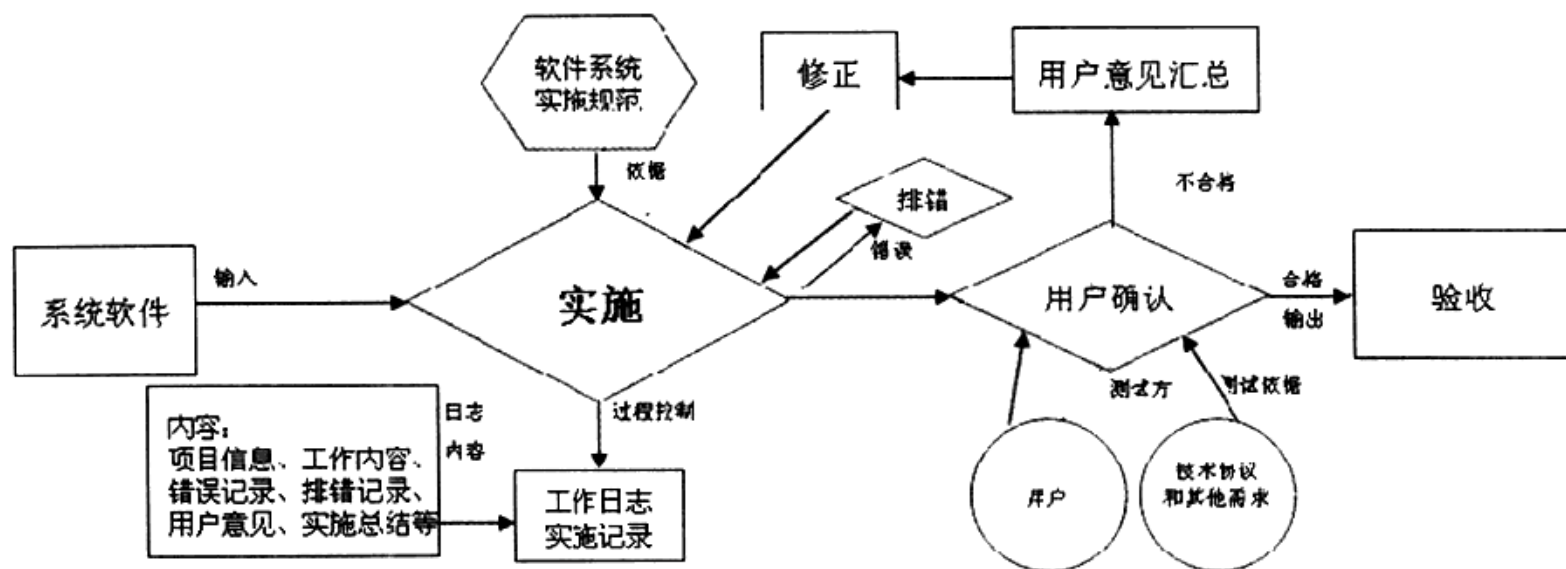 软件系统
实施规范
修正
用户意见汇总
依据
排错
错误
不合格
系统软件
输入
实施
用户确认
合格
输出
验收
过程控制
测试方
测试依据
日志
内容
内容：
项目信息、工作内容、
错误记录、排错记录、
用户意见、实施总结等
工作日志
实施记录
用户
技术协议
和其他需求